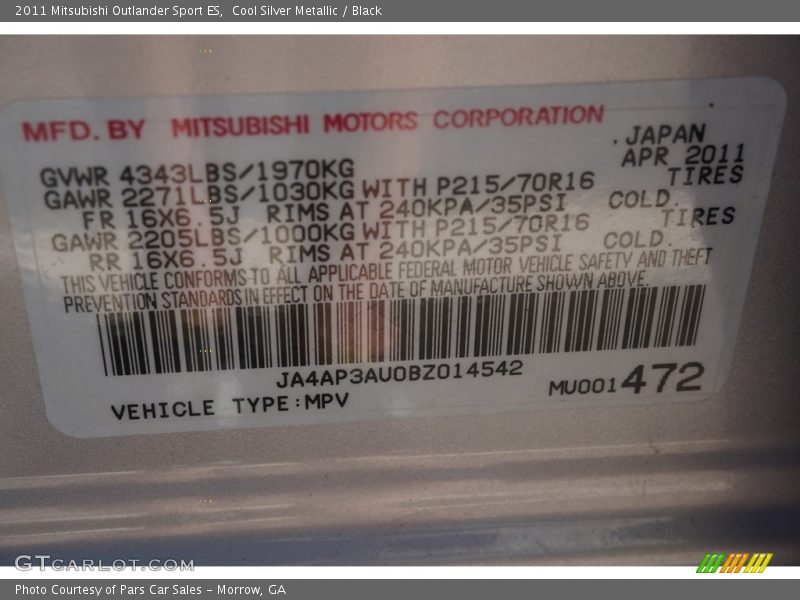 2011 Mitsubishi Outlander Sport ES,  Cool Silver Metallic / Black
MFD. BY MITSUBISHI MOTORS CORPORATION
.JAPAN
GVWR 4343LBS/1970KG
APR 2011
GAWR 2271LBS/1030KG WITH P215/70R16 TIRES
FR 16X6.5J RIMS AT 240KPA/35PSI COLD.
GAWR 2205LBS/1000KG WITH P215/70R16 TIRES
RR 16X6.5J RIMS AT 240KPA/35PSI COLD.
THIS VEHICLE CONFORMS TO ALL APPLICABLE FEDERAL MOTOR VEHICLE SAFETY AND THEFT
PREVENTION STANDARDS IN EFFECT ON THE DATE OF MANUFACTURE SHOWN ABOVE.
JA4AP3AU0BZ014542
VEHICLE TYPE:MPV
MU001472
GTCARLOT.COM
Photo Courtesy of Pars Car Sales - Morrow, GA